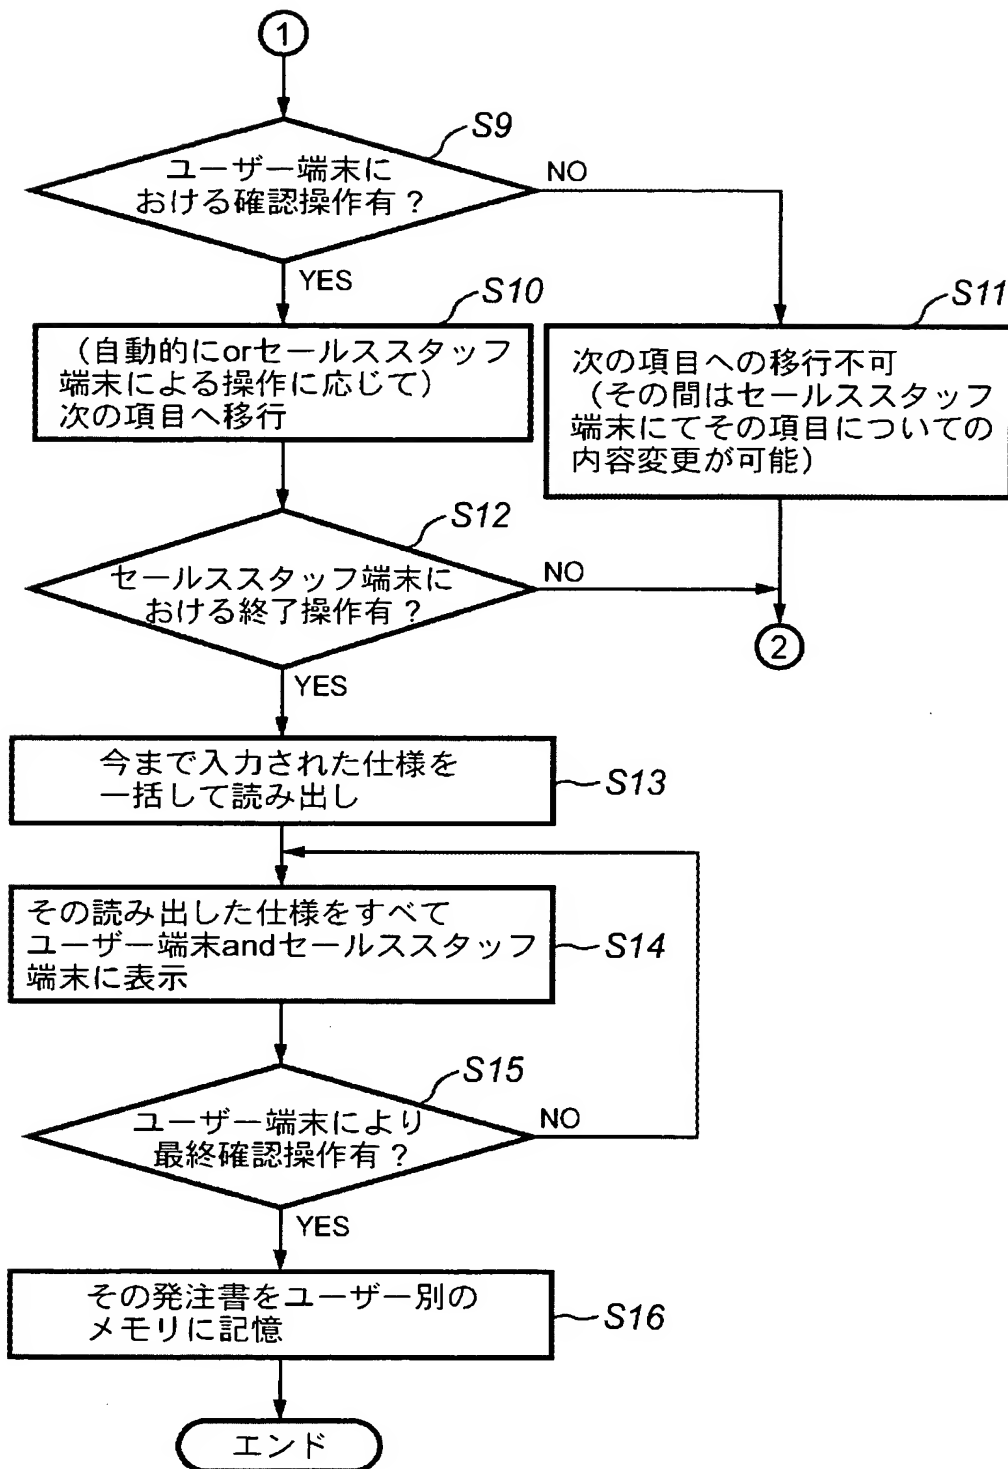 1
S9
ユーザー端末に
おける確認操作有？
NO
YES
S10
（自動的にorセールススタッフ
端末による操作に応じて）
次の項目へ移行
S11
次の項目への移行不可
（その間はセールススタッフ
端末にてその項目についての
内容変更が可能）
S12
セールススタッフ端末に
おける終了操作有？
NO
2
YES
今まで入力された仕様を
一括して読み出し
S13
その読み出した仕様をすべて
ユーザー端末andセールススタッフ
端末に表示
S14
S15
ユーザー端末により
最終確認操作有？
NO
YES
その発注書をユーザー別の
メモリに記憶
S16
エンド